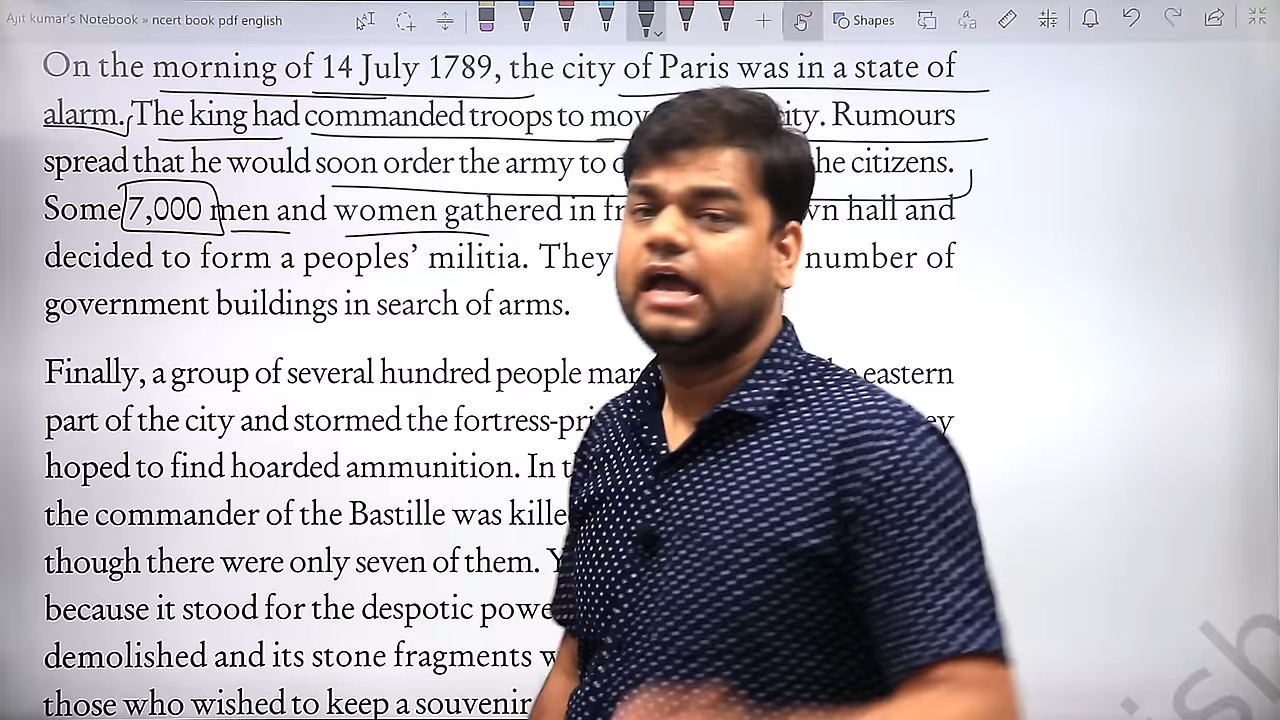 Ajit kumar's Notebook » ncert book pdf english
Shapes
On the morning of 14 July 1789, the city of Paris was in a state of
alarm. The king had commanded troops to mov ity. Rumours
spread that he would soon order the army to he citizens.
Some 7,000 men and women gathered in fr wn hall and
decided to form a peoples’ militia. They number of
government buildings in search of arms.
Finally, a group of several hundred people mar eastern
part of the city and stormed the fortress-pri ey
hoped to find hoarded ammunition. In t
the commander of the Bastille was kille
though there were only seven of them. Y
because it stood for the despotic powe
demolished and its stone fragments w
those who wished to keep a souvenir
ish